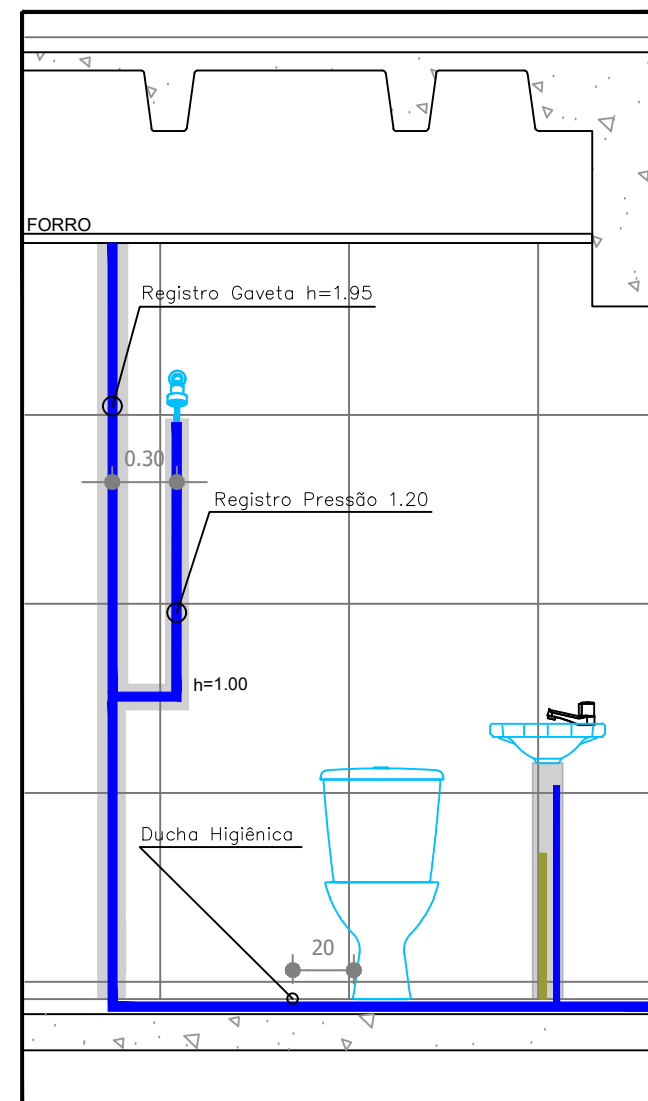 FORRO
Registro Gaveta h=1.95
0.30
Registro Pressão 1.20
h=1.00
Ducha Higiênica
20